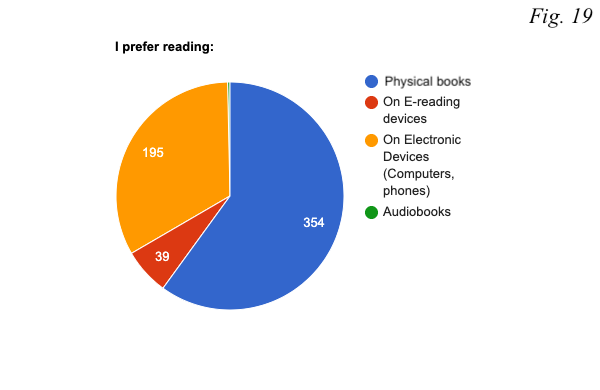 Fig. 19
I prefer reading:
Physical books
On E-reading
devices
On Electronic
Devices
(Computers,
phones)
Audiobooks
195
354
39